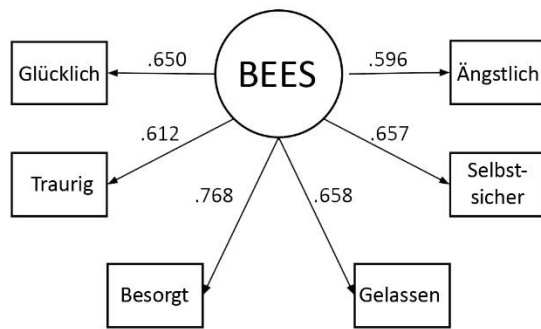 BEES
Glücklich
.650
.596
Ängstlich
Traurig
.612
.657
Selbst-
sicher
.768
.658
Besorgt
Gelassen